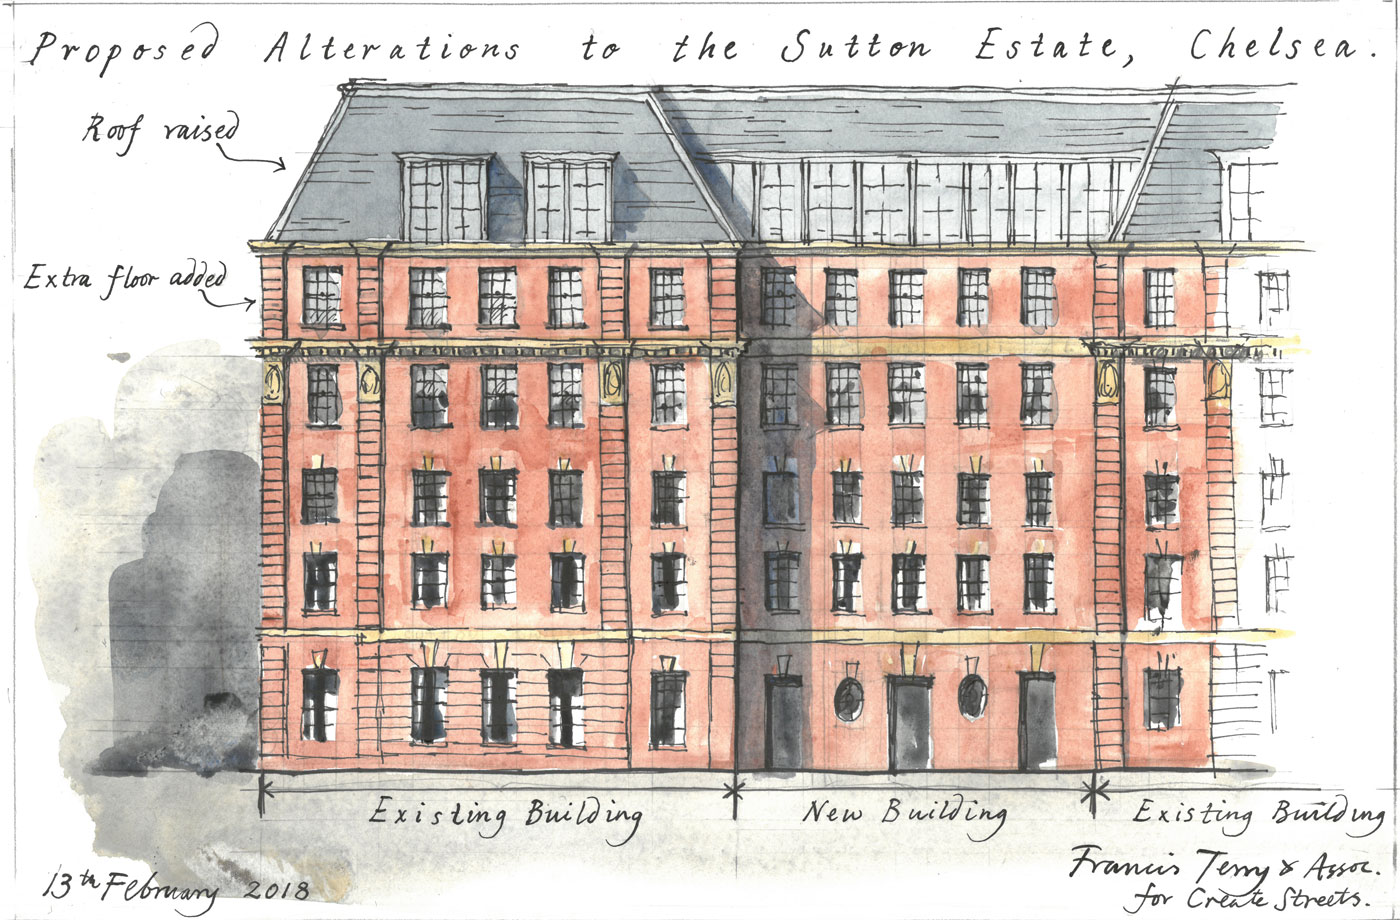 Proposed Alterations to the Sutton Estate, Chelsea.
Roof raised
Extra floor added
Existing Building
New Building
Existing Building
13th February 2018
Francis Terry & Assoc.
for Create Streets.